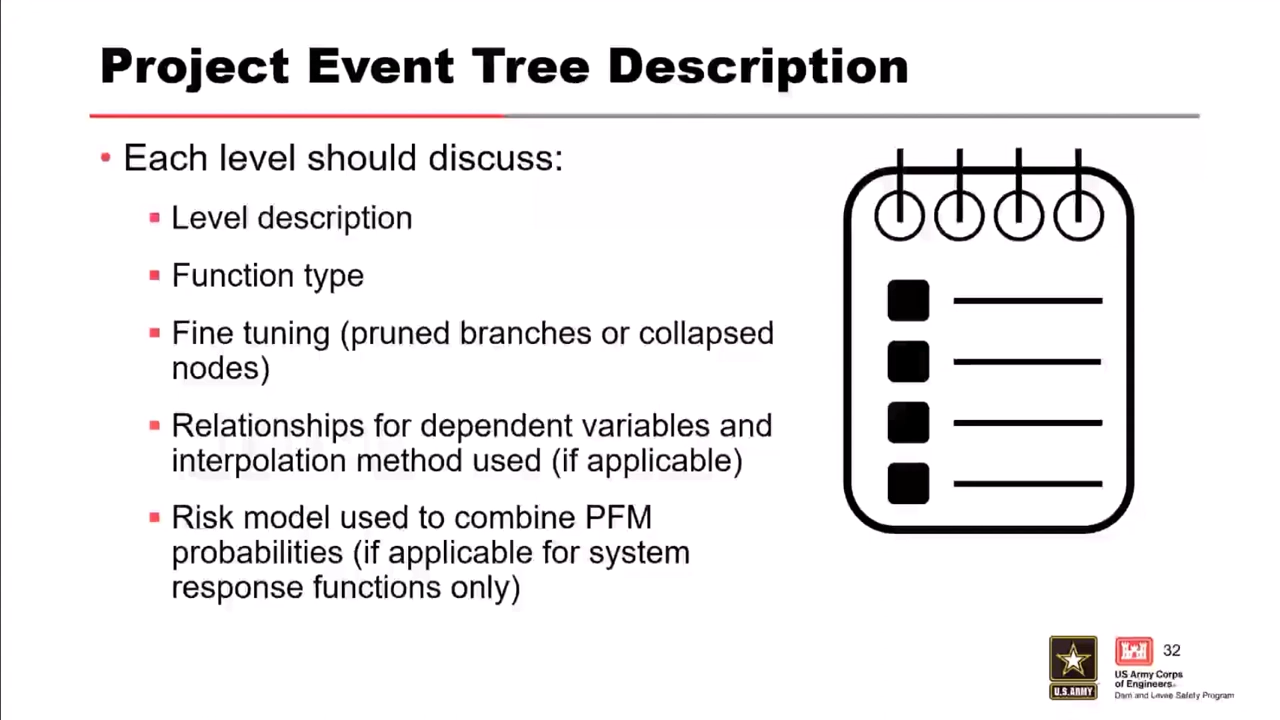 Project Event Tree Description
• Each level should discuss:
▪ Level description
▪ Function type
▪ Fine tuning (pruned branches or collapsed
nodes)
▪ Relationships for dependent variables and
interpolation method used (if applicable)
▪ Risk model used to combine PFM
probabilities (if applicable for system
response functions only)
32
U.S. ARMY
US Army Corps
of Engineers
Dam and Levee Safety Program